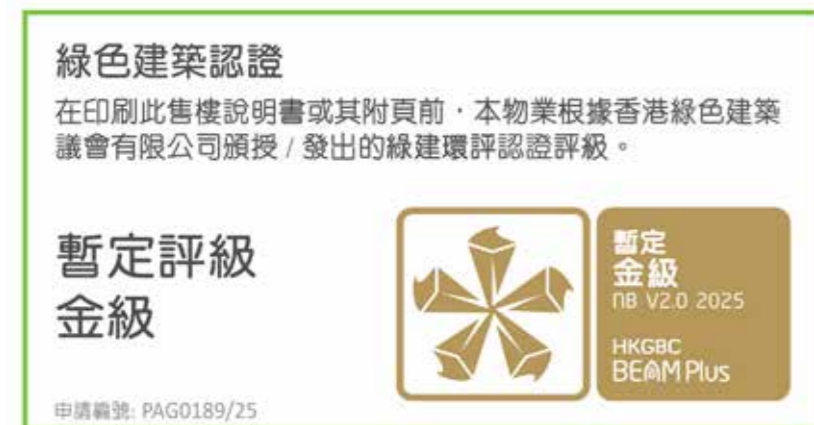 綠色建築認證
在印刷此售樓說明書或其附頁前，本物業根據香港綠色建築
議會有限公司頒授 / 發出的綠建環評認證評級。
暫定評級
金級
暫定
金級
NB V2.0 2025
HKGBC
BEAM Plus
申請編號: PAG0189/25